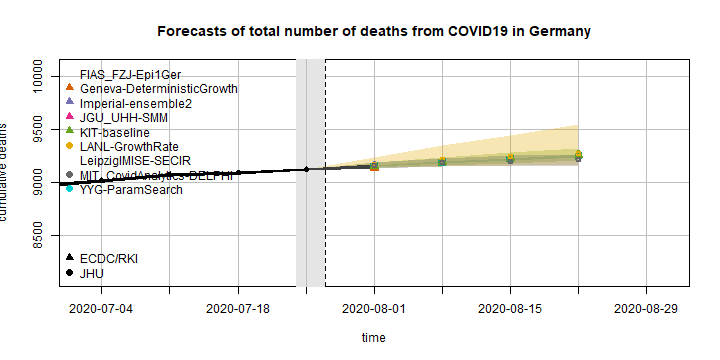 Forecasts of total number of deaths from COVID19 in Germany
cumulative deaths
10000
9500
9000
8500
FIAS_FZJ-Epi1Ger
Geneva-DeterministicGrowth
Imperial-ensemble2
JGU_UHH-SMM
KIT-baseline
LANL-GrowthRate
LeipzigIMISE-SECIR
MIT_CovidAnalytics-DELPHI
YYG-ParamSearch
ECDC/RKI
JHU
2020-07-04 2020-07-18 2020-08-01 2020-08-15 2020-08-29
time